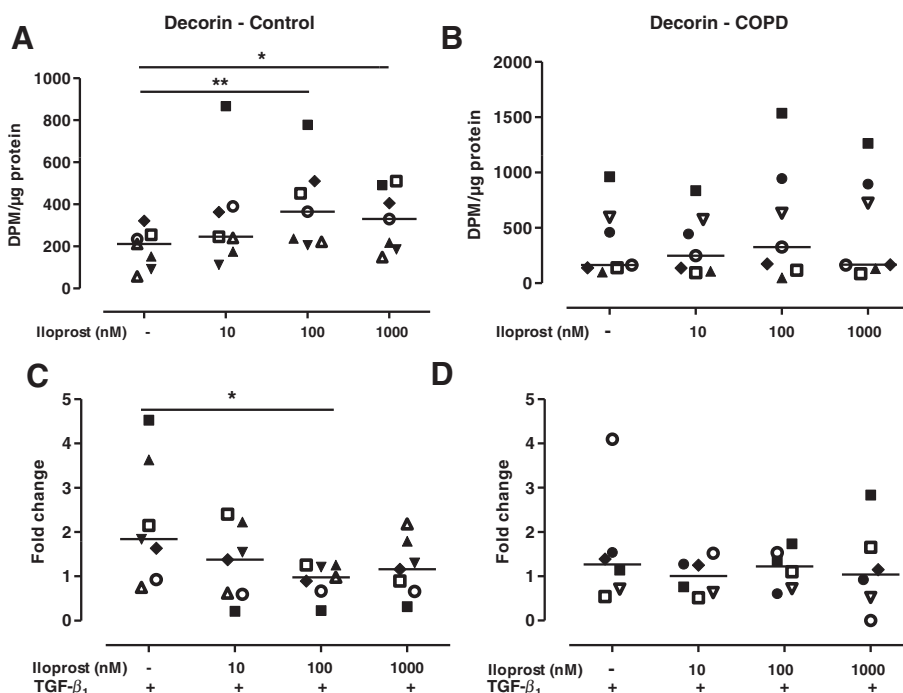 Decorin - Control
Decorin - COPD
A
B
*
**
1000
800
600
400
200
0
DPM/µg protein
2000
1500
1000
500
0
DPM/µg protein
Iloprost (nM) - 10 100 1000
Iloprost (nM) - 10 100 1000
C
D
*
5
4
3
2
1
0
Fold change
5
4
3
2
1
0
Fold change
Iloprost (nM) - 10 100 1000
TGF-β₁ + + + +
Iloprost (nM) - 10 100 1000
TGF-β₁ + + + +